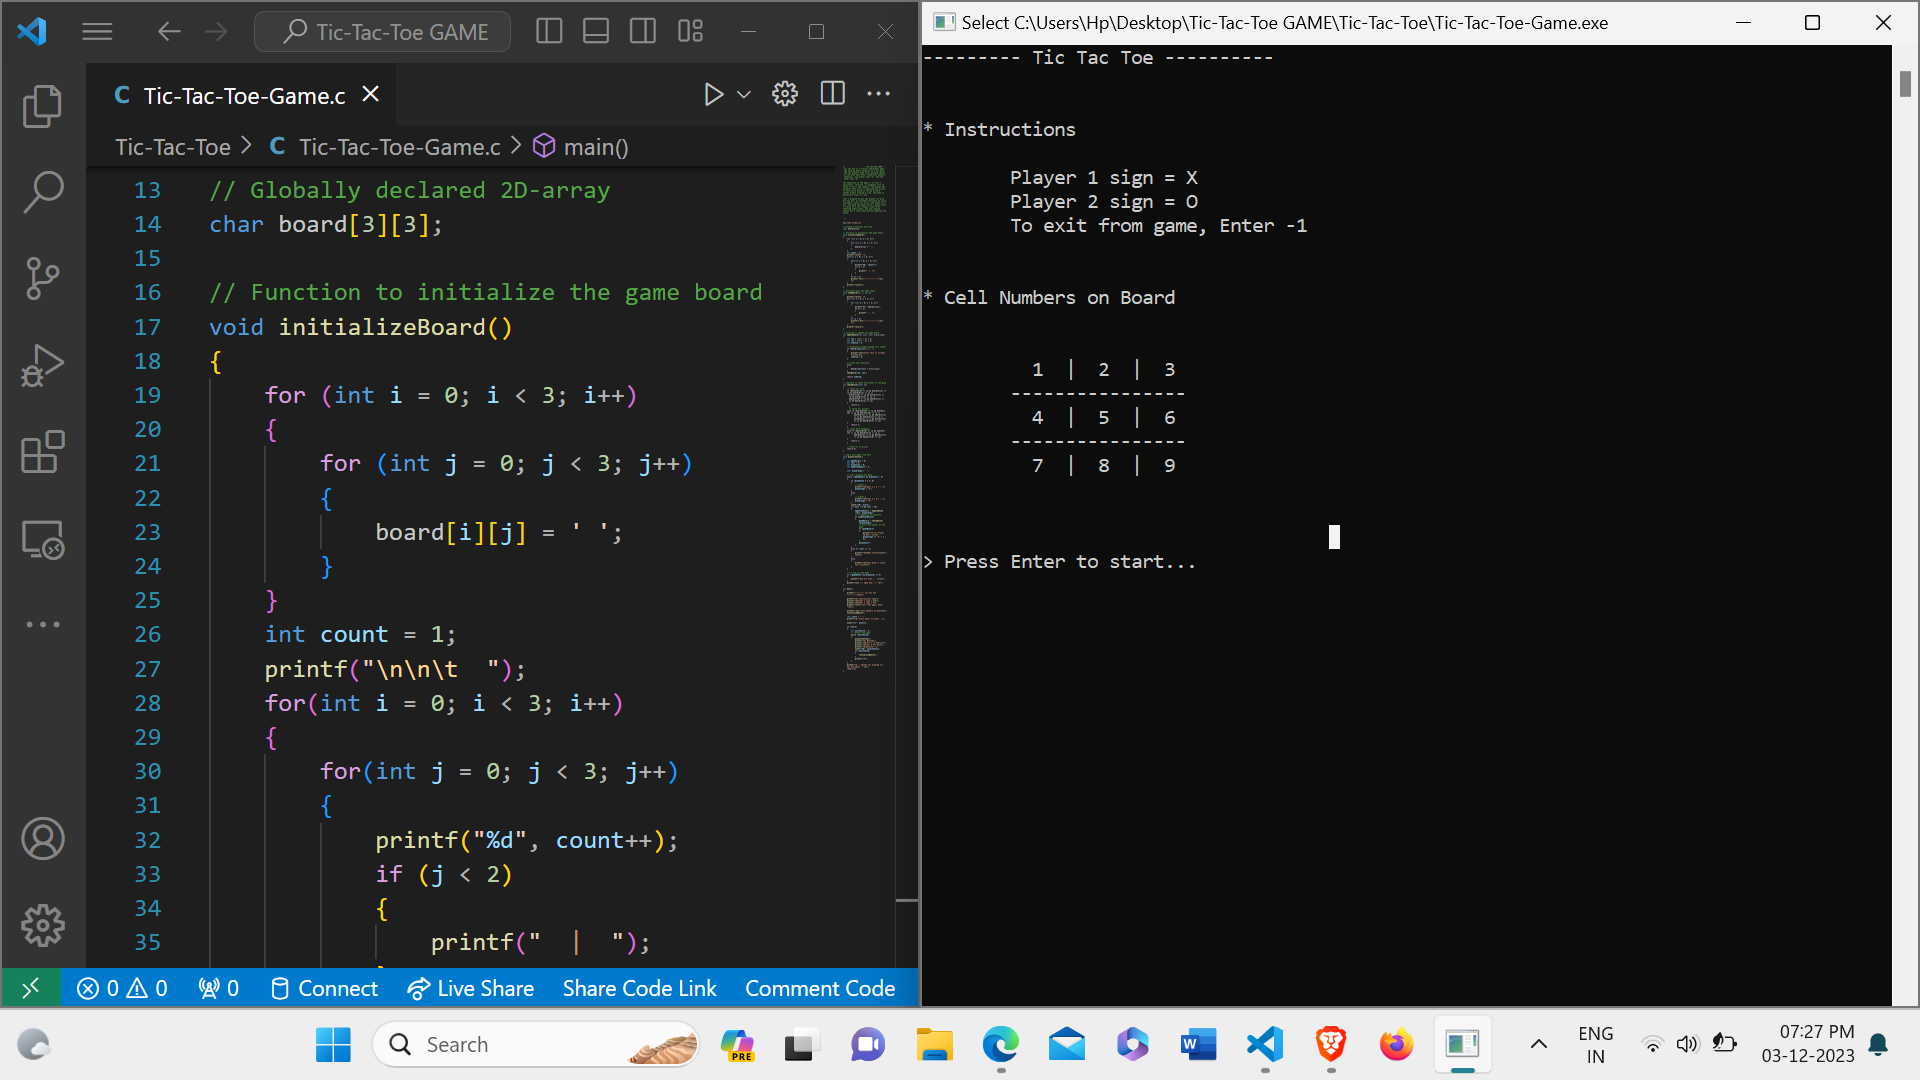 Tic-Tac-Toe GAME
Tic-Tac-Toe-Game.c
Tic-Tac-Toe > C Tic-Tac-Toe-Game.c > main()
13 // Globally declared 2D-array
14 char board[3][3];
15
16 // Function to initialize the game board
17 void initializeBoard()
18 {
19 for (int i = 0; i < 3; i++)
20 {
21 for (int j = 0; j < 3; j++)
22 {
23 board[i][j] = ' ';
24 }
25 }
26 int count = 1;
27 printf("\n\n\t  ");
28 for(int i = 0; i < 3; i++)
29 {
30 for(int j = 0; j < 3; j++)
31 {
32 printf("%d", count++);
33 if (j < 2)
34 {
35 printf("  |  ");
0 0 0 Connect Live Share Share Code Link Comment Code
Select C:\Users\Hp\Desktop\Tic-Tac-Toe GAME\Tic-Tac-Toe\Tic-Tac-Toe-Game.exe
--------- Tic Tac Toe ----------
* Instructions
Player 1 sign = X
Player 2 sign = O
To exit from game, Enter -1
* Cell Numbers on Board
1 | 2 | 3
----------------
4 | 5 | 6
----------------
7 | 8 | 9
> Press Enter to start...
Search
PRE
ENG
IN
07:27 PM
03-12-2023